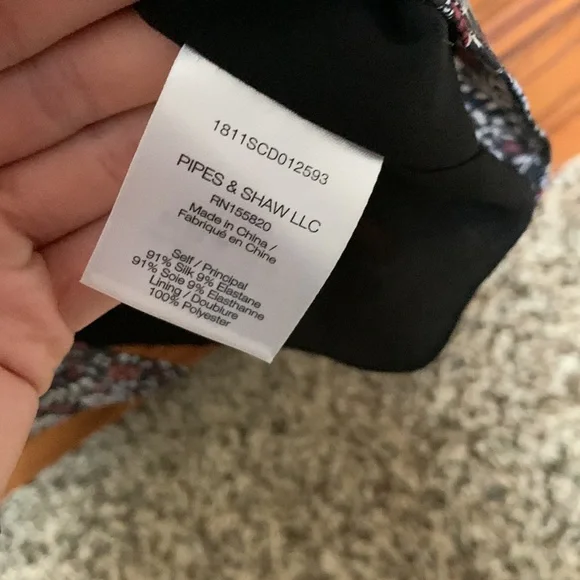 1811SCD012593
PIPES & SHAW LLC
RN155820
Made in China /
Fabriqué en Chine
Self / Principal
91% Silk 9% Elastane
91% Soie 9% Elasthanne
Lining / Doublure
100% Polyester